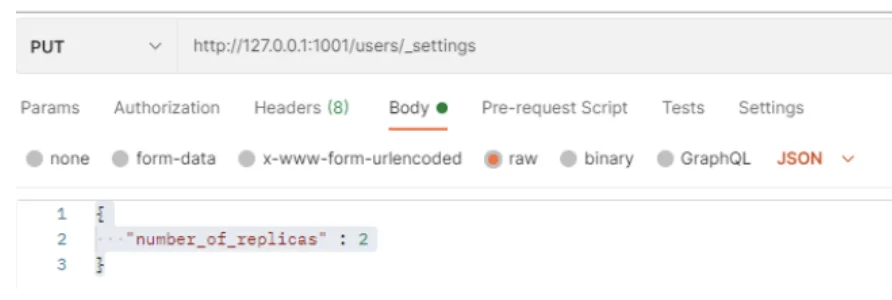 PUT http://127.0.0.1:1001/users/_settings
Params Authorization Headers (8) Body Pre-request Script Tests Settings
none form-data x-www-form-urlencoded raw binary GraphQL JSON
1 {
2 ···"number_of_replicas" : 2
3 }